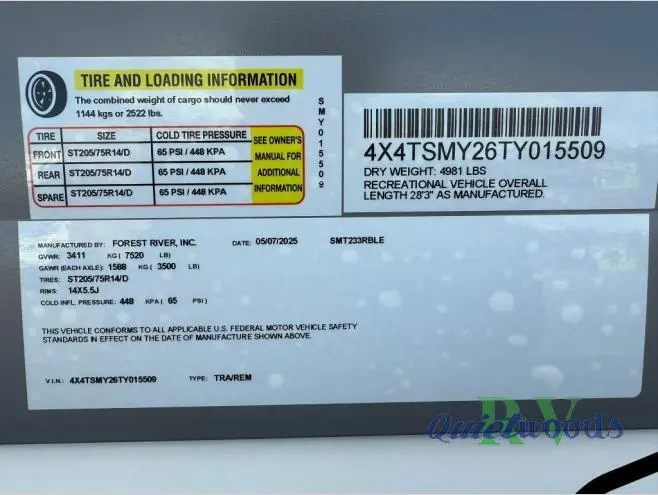 TIRE AND LOADING INFORMATION
The combined weight of cargo should never exceed
1144 kgs or 2522 lbs.
TIRE SIZE COLD TIRE PRESSURE SEE OWNER'S
FRONT ST205/75R14/D 65 PSI / 448 KPA MANUAL FOR
REAR ST205/75R14/D 65 PSI / 448 KPA ADDITIONAL
SPARE ST205/75R14/D 65 PSI / 448 KPA INFORMATION
SMY015509
4X4TSMY26TY015509
DRY WEIGHT: 4981 LBS
RECREATIONAL VEHICLE OVERALL
LENGTH 28'3" AS MANUFACTURED.
MANUFACTURED BY: FOREST RIVER, INC. DATE: 05/07/2025 SMT233RBLE
GVWR: 3411 KG ( 7520 LB)
GAWR (EACH AXLE): 1588 KG ( 3500 LB)
TIRES: ST205/75R14/D
RIMS: 14X5.5J
COLD INFL. PRESSURE: 448 KPA ( 65 PSI )
THIS VEHICLE CONFORMS TO ALL APPLICABLE U.S. FEDERAL MOTOR VEHICLE SAFETY
STANDARDS IN EFFECT ON THE DATE OF MANUFACTURE SHOWN ABOVE.
V.I.N.: 4X4TSMY26TY015509 TYPE: TRA/REM
Quietwoods RV